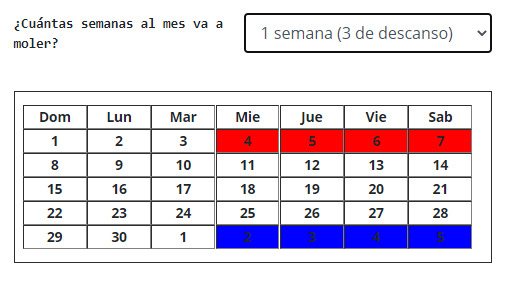 ¿Cuántas semanas al mes va a
moler?
1 semana (3 de descanso)
Dom Lun Mar Mie Jue Vie Sab
1 2 3 4 5 6 7
8 9 10 11 12 13 14
15 16 17 18 19 20 21
22 23 24 25 26 27 28
29 30 1 2 3 4 5